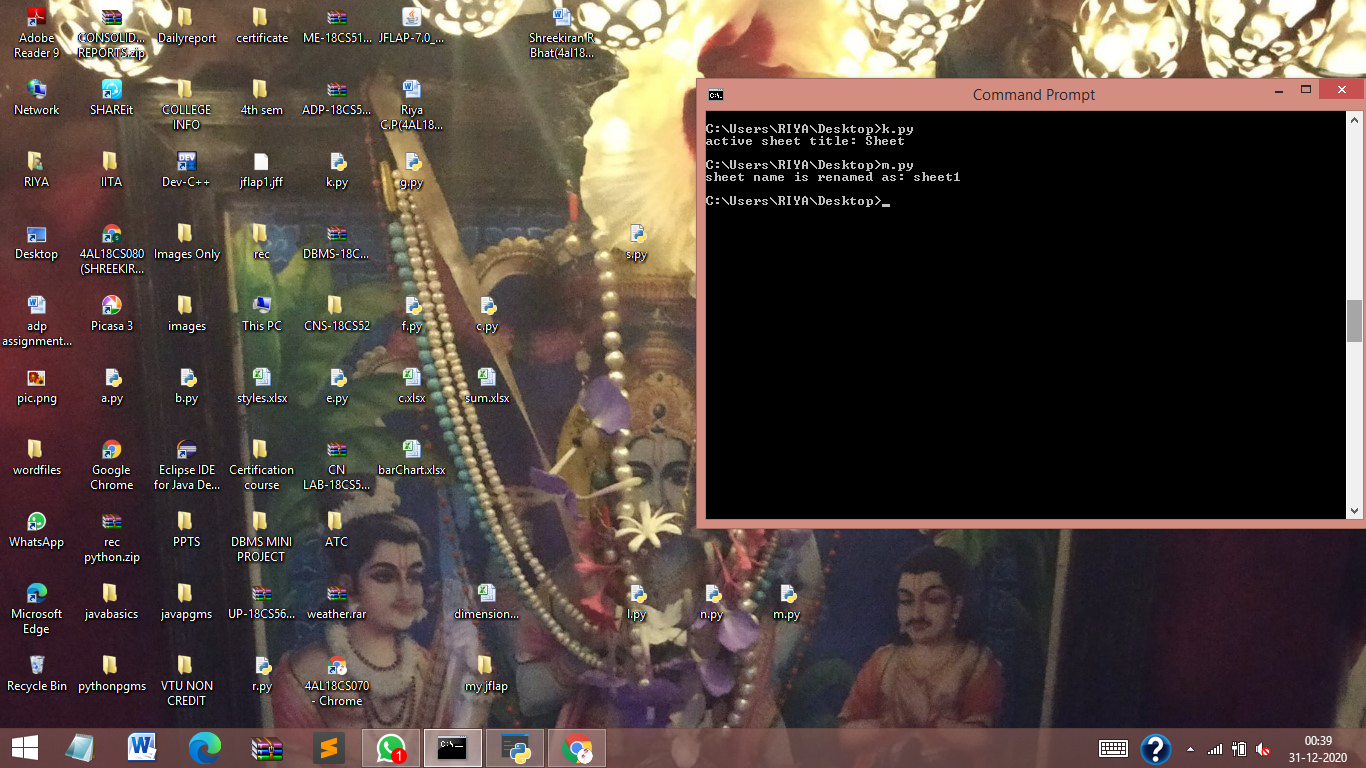 Adobe
Reader 9
CONSOLID...
REPORTS.zip
Dailyreport
certificate
ME-18CS51...
JFLAP-7.0_...
Shreekiran R
Bhat(4al18...
Network
SHAREit
COLLEGE
INFO
4th sem
ADP-18CS5...
Riya
C.P(4AL18...
RIYA
IITA
Dev-C++
jflap1.jff
k.py
g.py
Desktop
4AL18CS080
(SHREEKIR...
Images Only
rec
DBMS-18C...
s.py
adp
assignment...
Picasa 3
images
This PC
CNS-18CS52
f.py
c.py
pic.png
a.py
b.py
styles.xlsx
e.py
c.xlsx
sum.xlsx
wordfiles
Google
Chrome
Eclipse IDE
for Java De...
Certification
course
CN
LAB-18CS5...
barChart.xlsx
WhatsApp
rec
python.zip
PPTS
DBMS MINI
PROJECT
ATC
Microsoft
Edge
javabasics
javapgms
UP-18CS56...
weather.rar
dimension...
l.py
n.py
m.py
Recycle Bin
pythonpgms
VTU NON
CREDIT
r.py
4AL18CS070
- Chrome
my.jflap
Command Prompt
C:\Users\RIYA\Desktop>k.py
active sheet title: Sheet
C:\Users\RIYA\Desktop>m.py
sheet name is renamed as: sheet1
C:\Users\RIYA\Desktop>_
1
00:39
31-12-2020